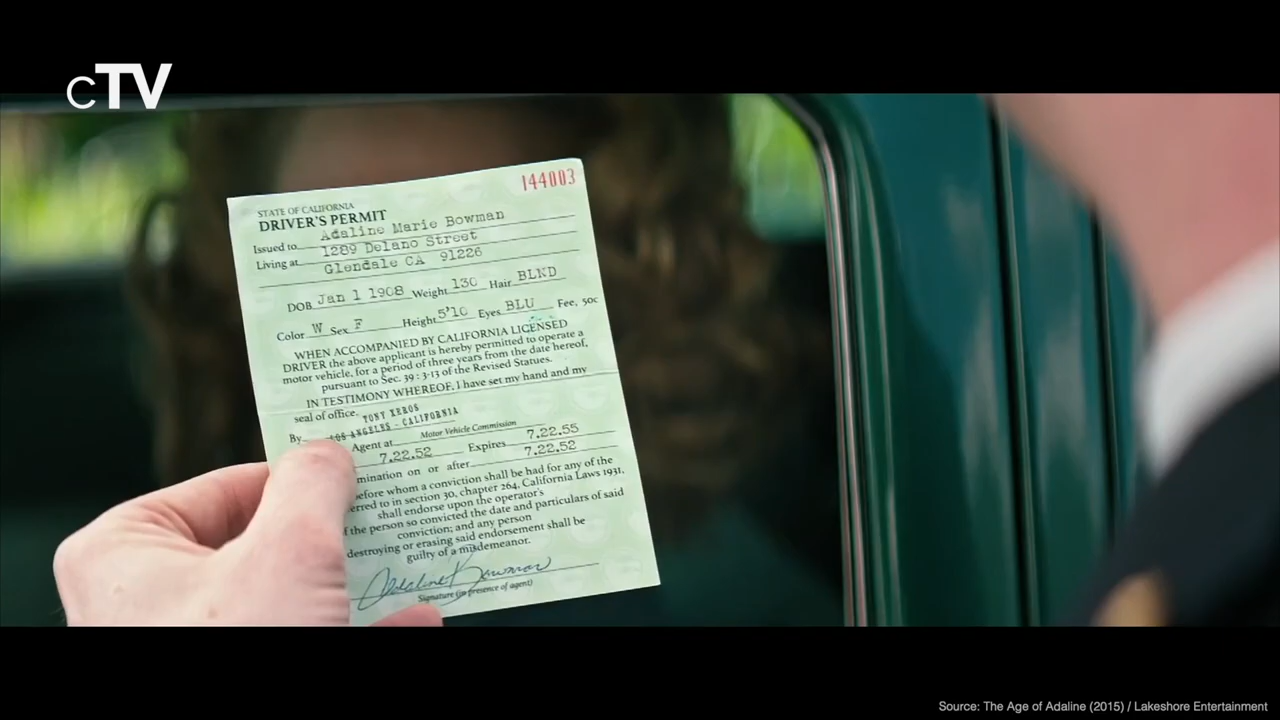 cTV
144003
STATE OF CALIFORNIA
DRIVER'S PERMIT
Issued to Adaline Marie Bowman
Living at 1289 Delano Street
Glendale CA 91226
DOB Jan 1 1908 Weight 130 Hair BLND
Color W Sex F Height 5'10 Eyes BLU Fee, 50c
WHEN ACCOMPANIED BY CALIFORNIA LICENSED
DRIVER the above applicant is hereby permitted to operate a
motor vehicle, for a period of three years from the date hereof,
pursuant to Sec. 39 : 3-13 of the Revised Statues.
IN TESTIMONY WHEREOF, I have set my hand and my
seal of office.
TONY XEROS
By LOS ANGELES - CALIFORNIA
Agent at Motor Vehicle Commission
7.22.52 Expires 7.22.55
mination on or after 7.22.52
efore whom a conviction shall be had for any of the
erred to in section 30, chapter 264, California Laws 1931,
shall endorse upon the operator's
f the person so convicted the date and particulars of said
conviction; and any person
destroying or erasing said endorsement shall be
guilty of a misdemeanor.
Adaline Bowman
Signature (in presence of agent)
Source: The Age of Adaline (2015) / Lakeshore Entertainment